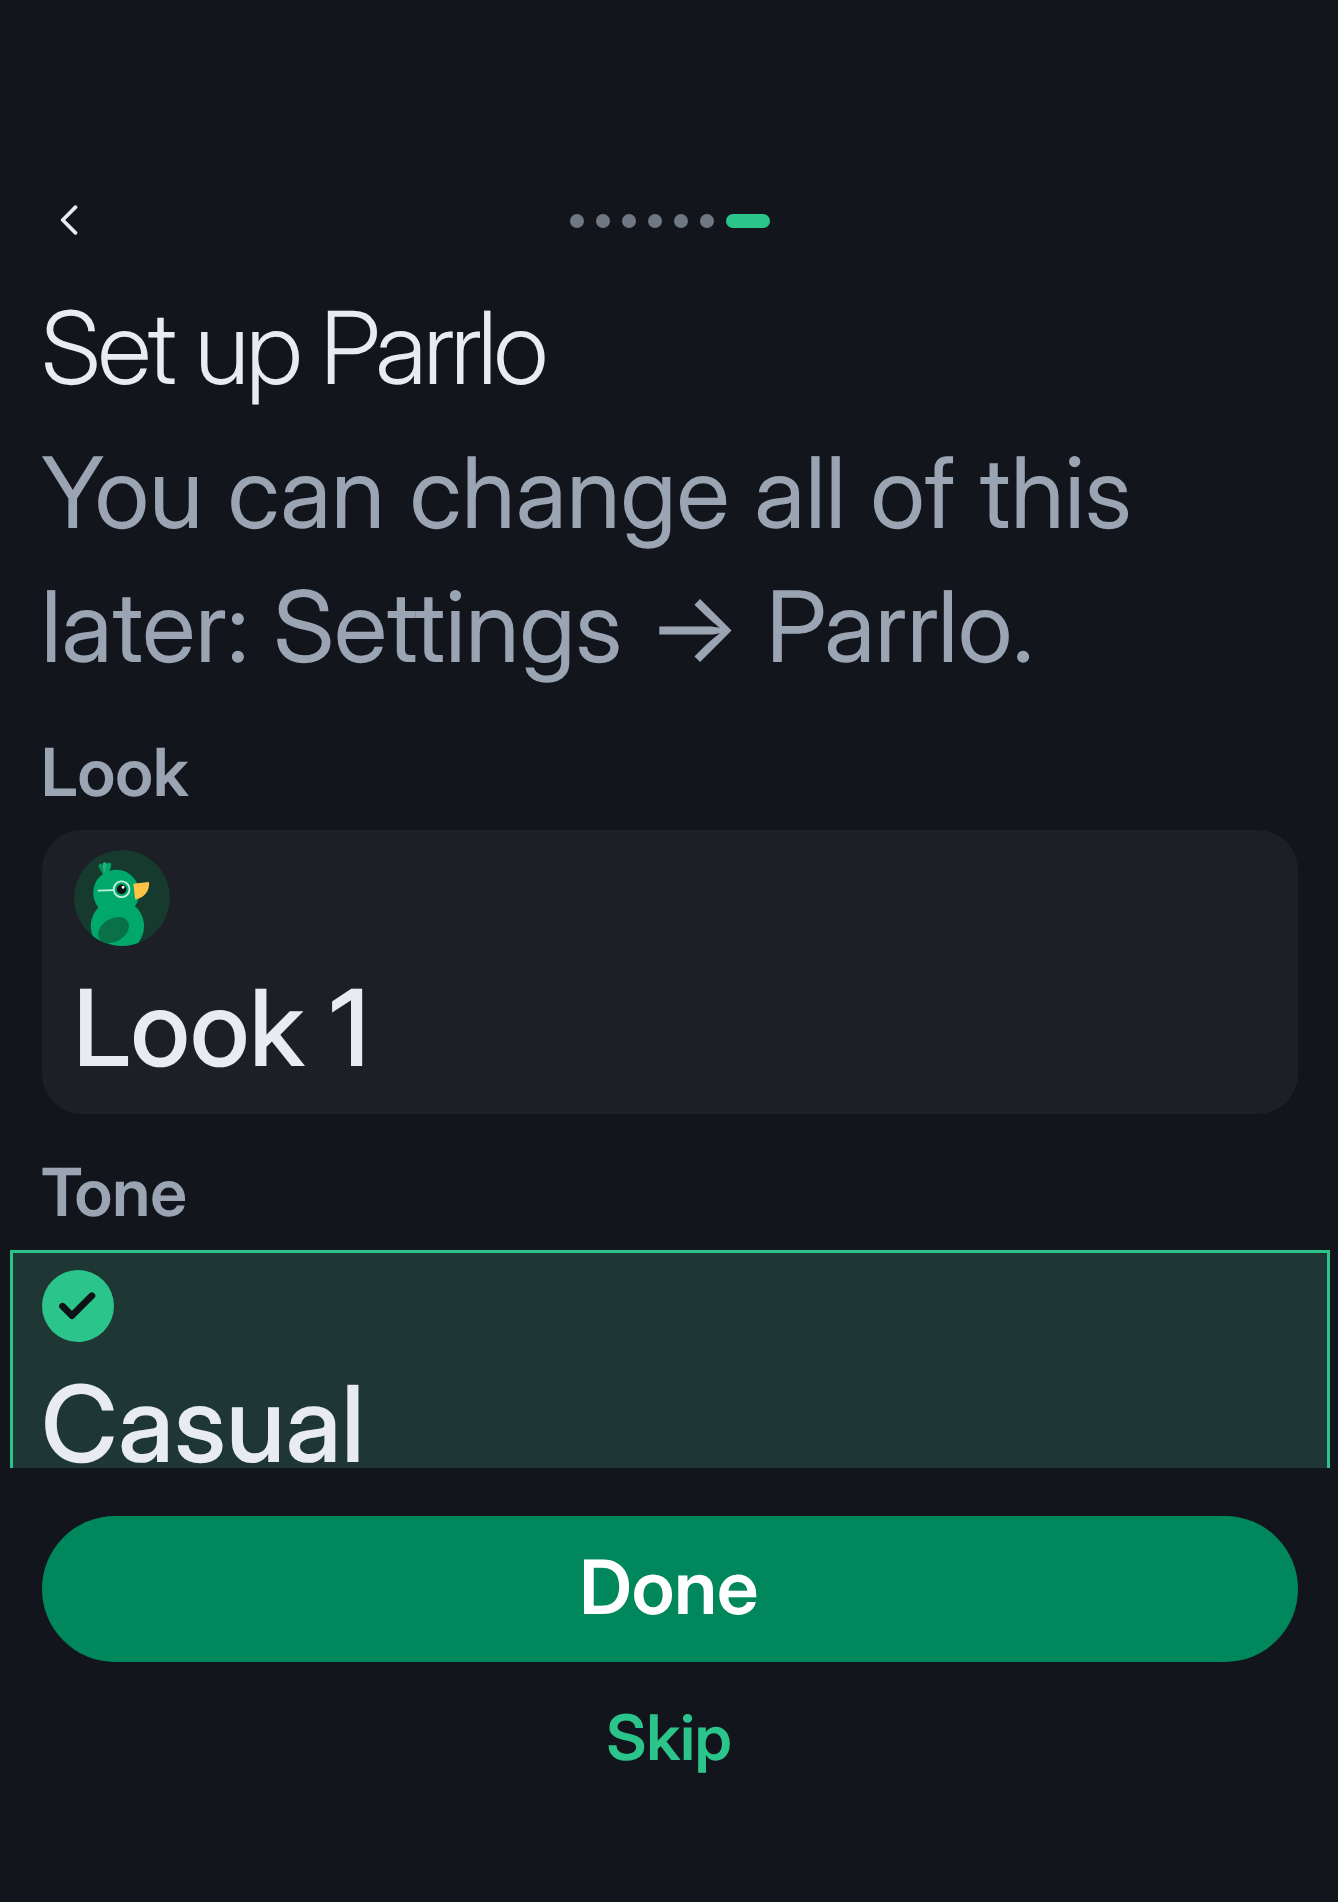 Set up Parrlo
You can change all of this
later: Settings → Parrlo.
Look
Look 1
Tone
Casual
Done
Skip